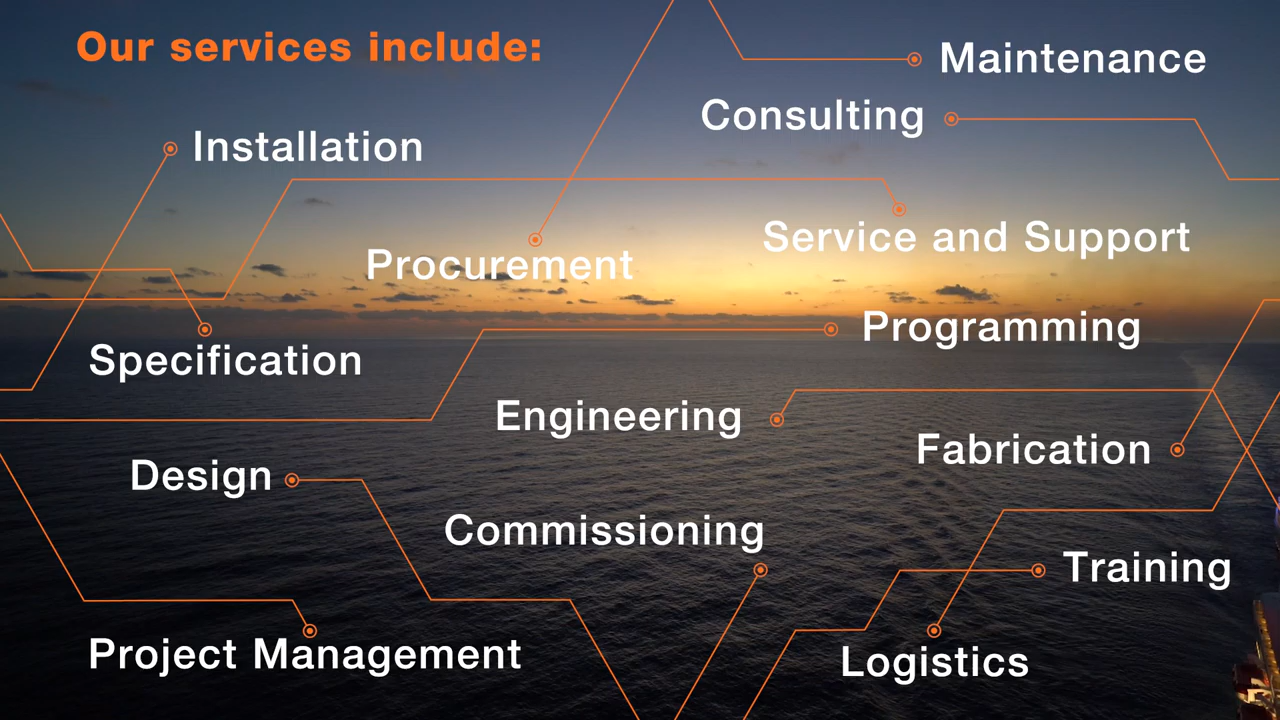 Our services include:
Maintenance
Consulting
Installation
Service and Support
Procurement
Programming
Specification
Engineering
Fabrication
Design
Commissioning
Training
Project Management
Logistics